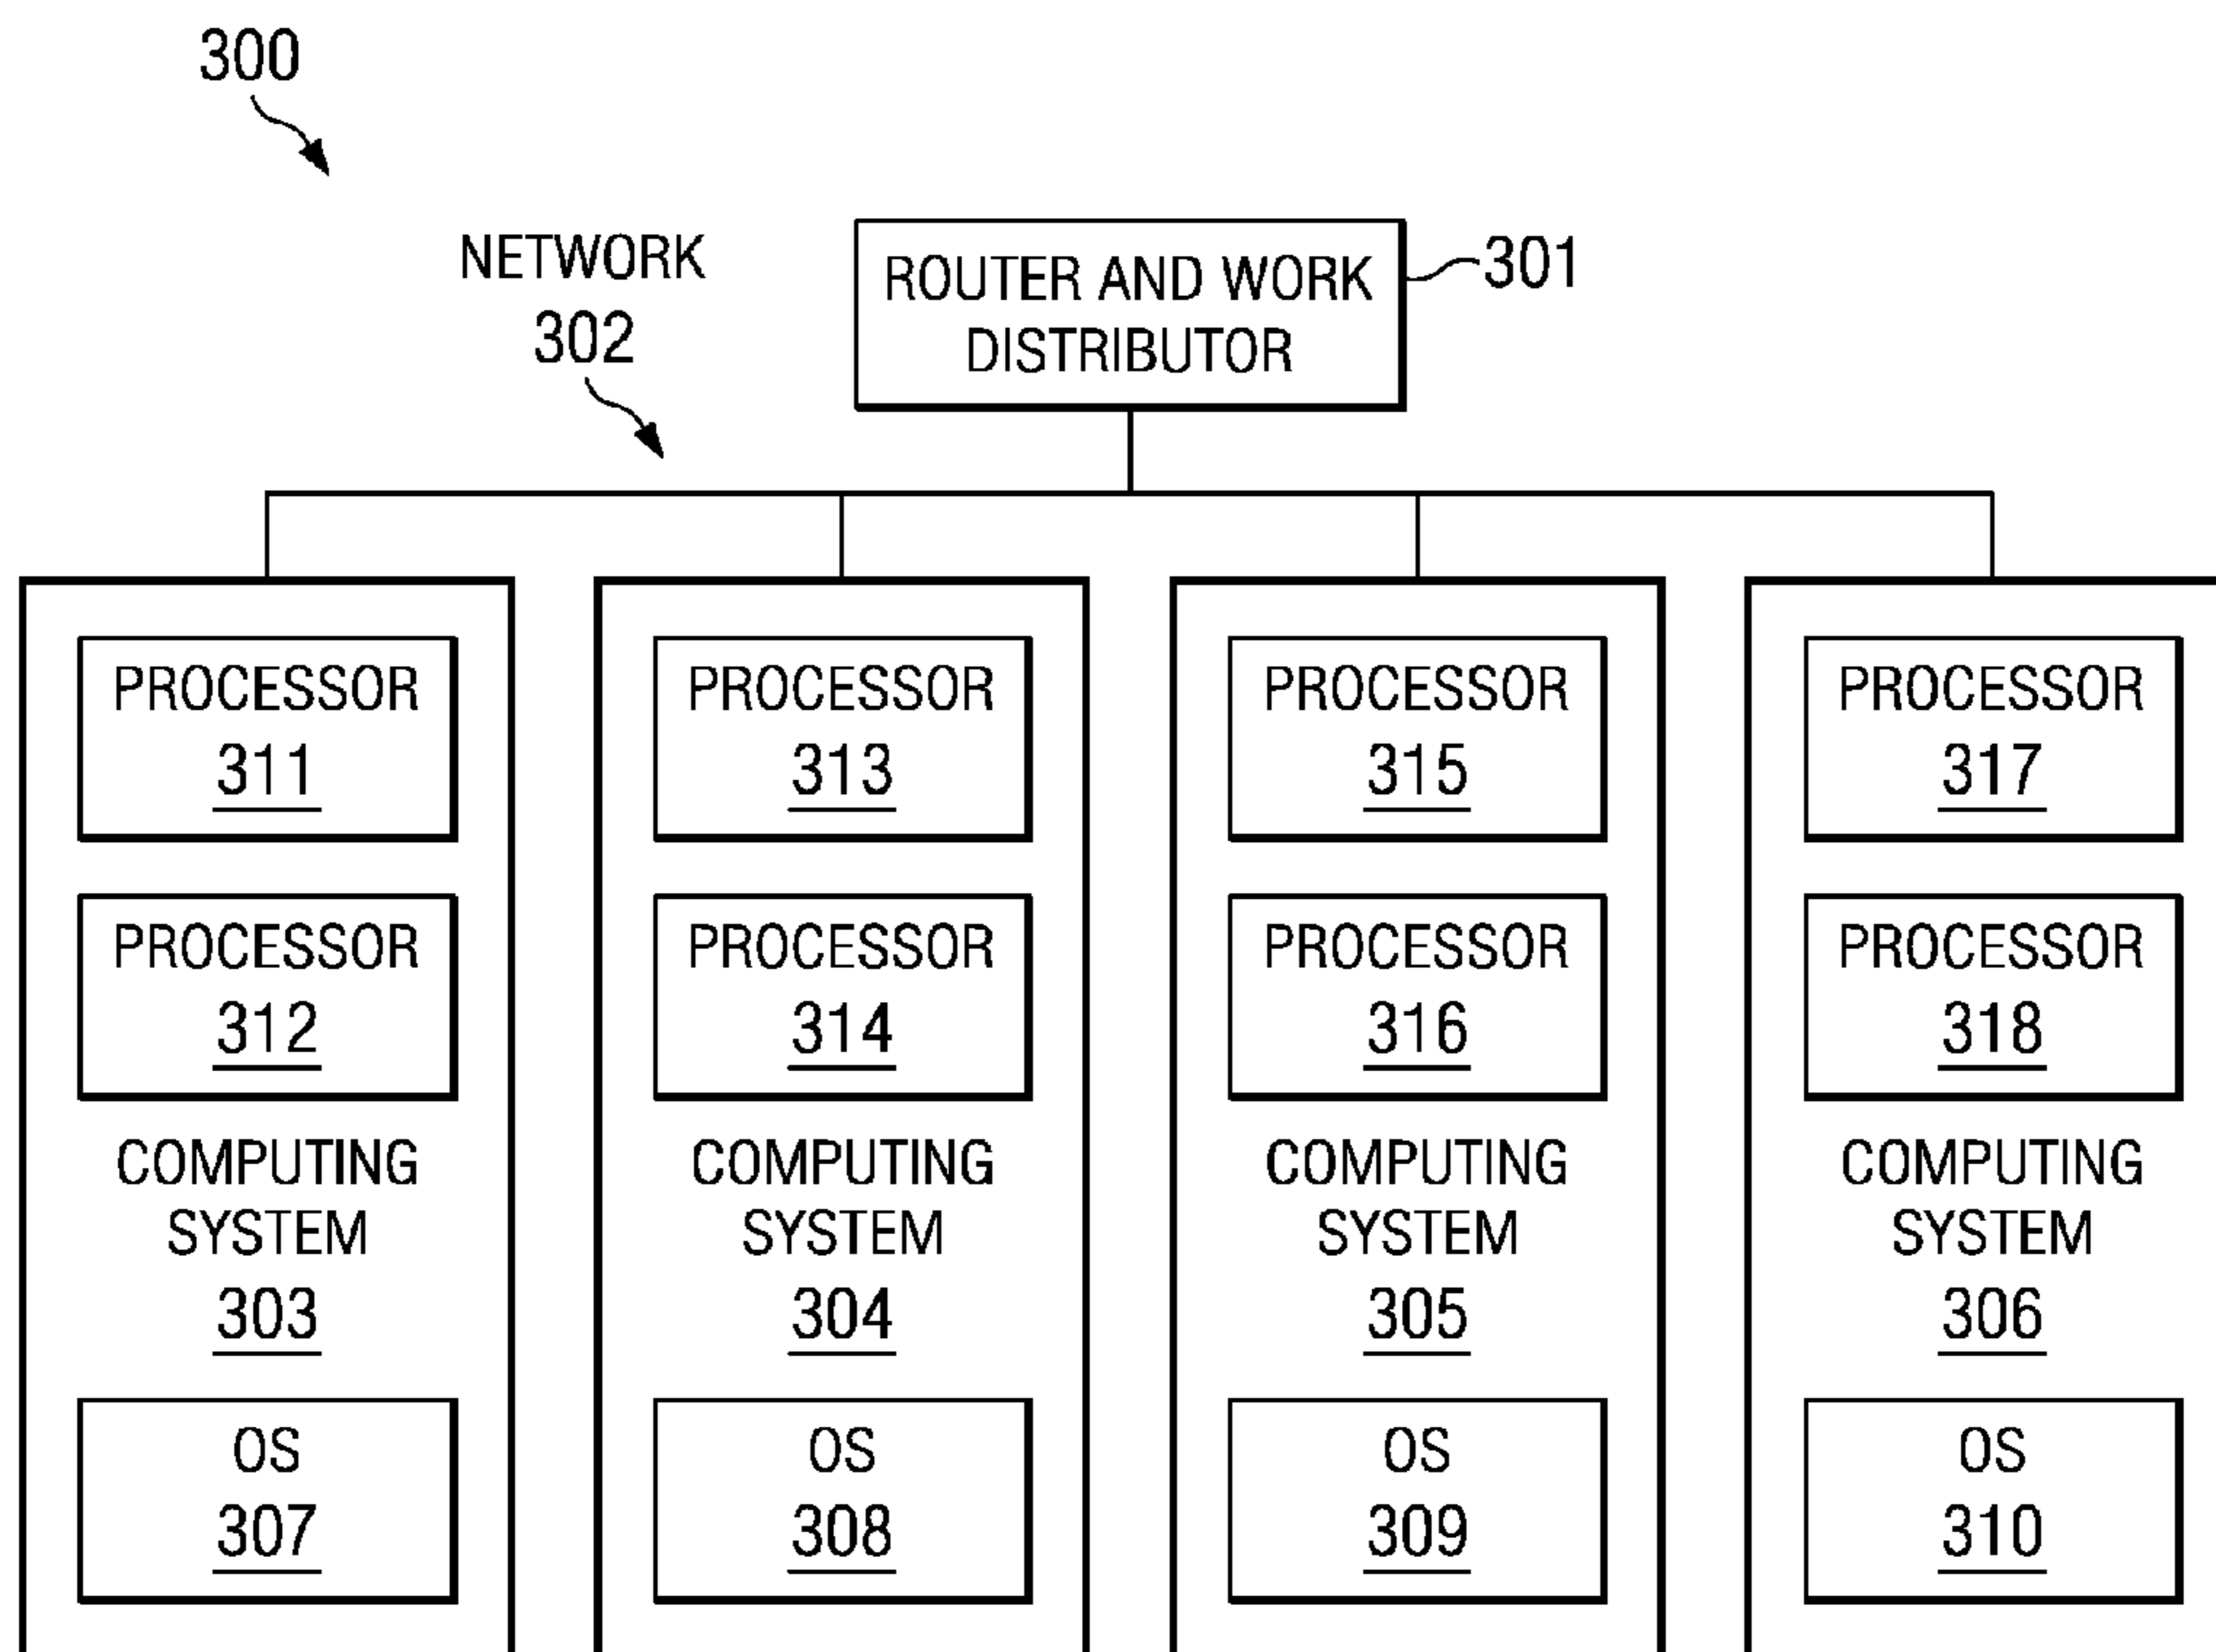 300
NETWORK
302
ROUTER AND WORK
DISTRIBUTOR
301
PROCESSOR
311
PROCESSOR
312
COMPUTING
SYSTEM
303
OS
307
PROCESSOR
313
PROCESSOR
314
COMPUTING
SYSTEM
304
OS
308
PROCESSOR
315
PROCESSOR
316
COMPUTING
SYSTEM
305
OS
309
PROCESSOR
317
PROCESSOR
318
COMPUTING
SYSTEM
306
OS
310